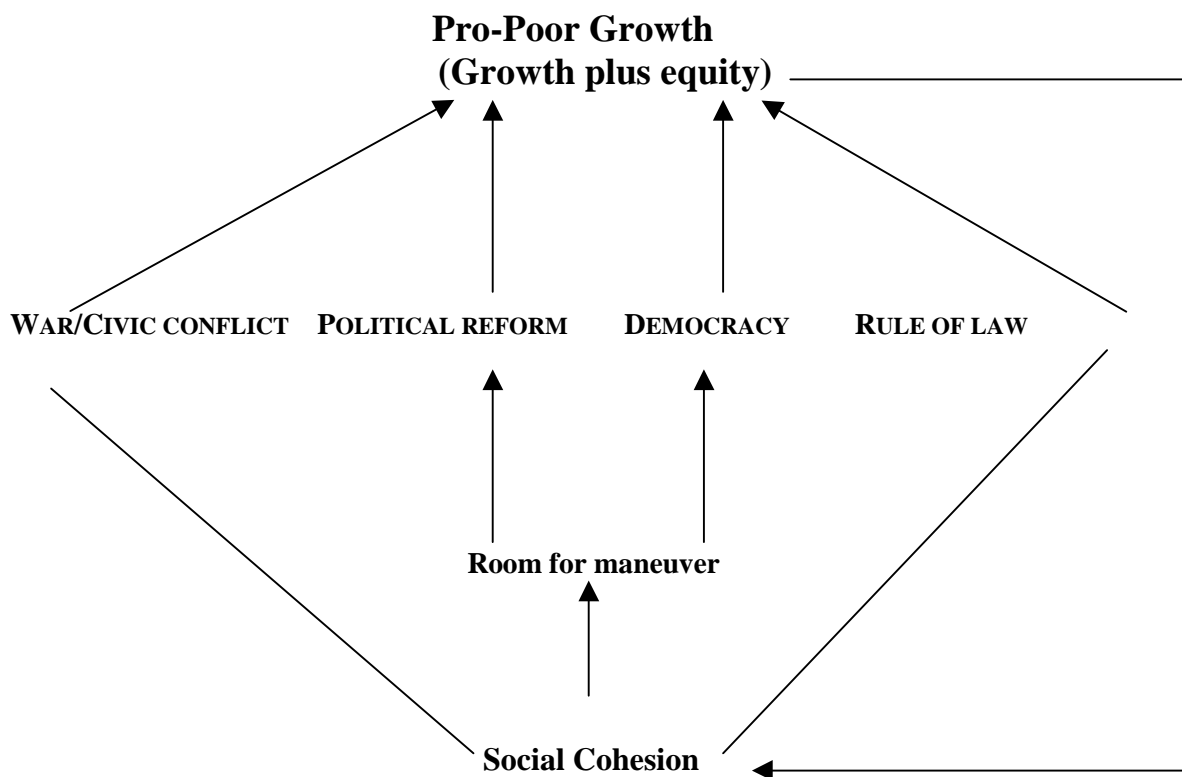 Pro-Poor Growth
(Growth plus equity)
WAR/CIVIC CONFLICT POLITICAL REFORM DEMOCRACY RULE OF LAW
Room for maneuver
Social Cohesion